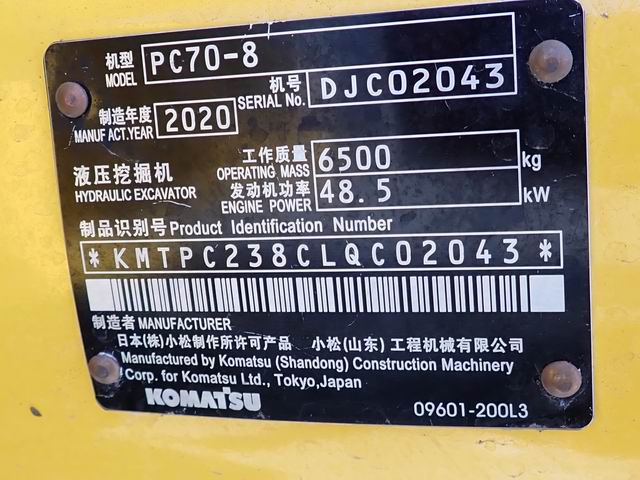 机型 MODEL PC70-8
机号 SERIAL No. DJC02043
制造年度 MANUFACT.YEAR 2020
液压挖掘机 HYDRAULIC EXCAVATOR
工作质量 OPERATING MASS 6500 kg
发动机功率 ENGINE POWER 48.5 kW
制品识别号 Product Identification Number
*KMTPC238CLQC02043*
制造者 MANUFACTURER
日本(株)小松制作所许可产品 小松(山东)工程机械有限公司
Manufactured by Komatsu (Shandong) Construction Machinery
Corp. for Komatsu Ltd., Tokyo,Japan
KOMATSU
09601-200L3